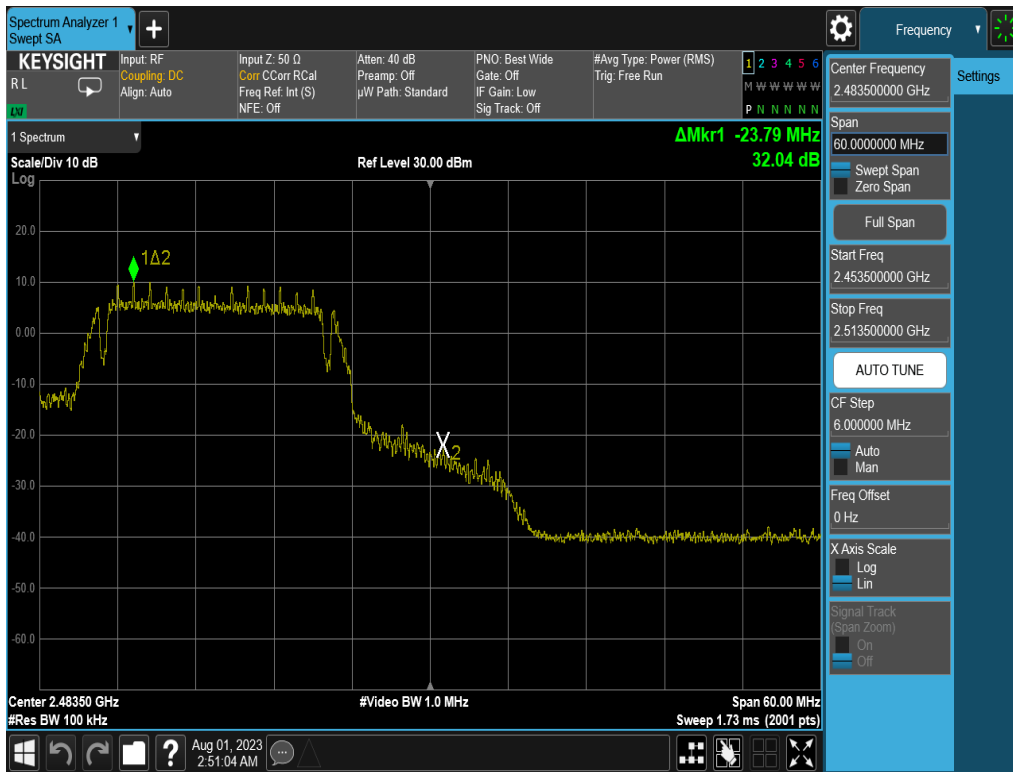 Spectrum Analyzer 1
Swept SA
+
Frequency
KEYSIGHT
R L
LXI
Input: RF
Coupling: DC
Align: Auto
Input Z: 50 Ω
Corr CCorr RCal
Freq Ref: Int (S)
NFE: Off
Atten: 40 dB
Preamp: Off
µW Path: Standard
PNO: Best Wide
Gate: Off
IF Gain: Low
Sig Track: Off
#Avg Type: Power (RMS)
Trig: Free Run
1 2 3 4 5 6
M W W W W W
P N N N N N
1 Spectrum
ΔMkr1 -23.79 MHz
32.04 dB
Scale/Div 10 dB
Ref Level 30.00 dBm
Log
20.0
10.0
0.00
-10.0
-20.0
-30.0
-40.0
-50.0
-60.0
1Δ2
X2
Center 2.48350 GHz
#Video BW 1.0 MHz
Span 60.00 MHz
#Res BW 100 kHz
Sweep 1.73 ms (2001 pts)
Center Frequency
2.483500000 GHz
Settings
Span
60.0000000 MHz
Swept Span
Zero Span
Full Span
Start Freq
2.453500000 GHz
Stop Freq
2.513500000 GHz
AUTO TUNE
CF Step
6.000000 MHz
Auto
Man
Freq Offset
0 Hz
X Axis Scale
Log
Lin
Signal Track
(Span Zoom)
On
Off
?
Aug 01, 2023
2:51:04 AM